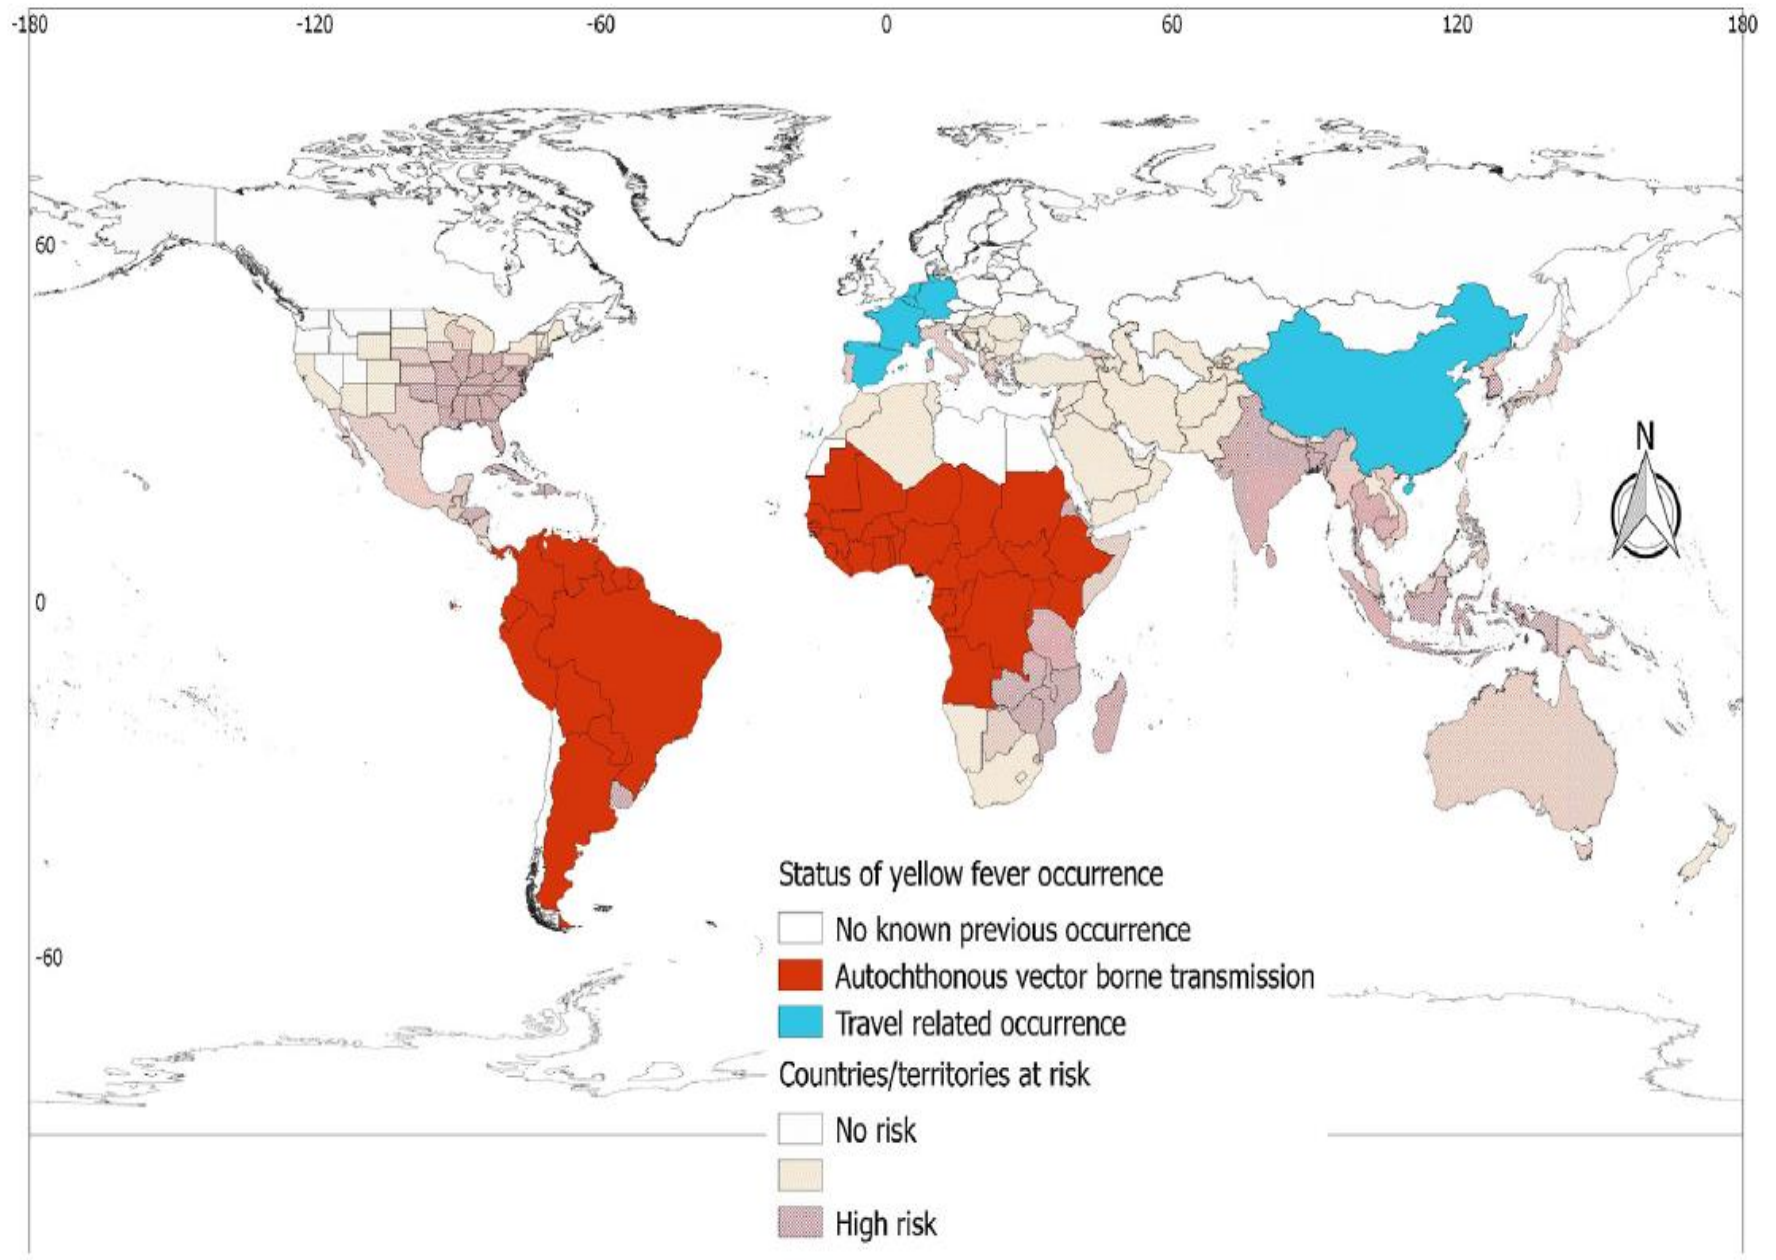 -180 -120 -60 0 60 120 180
60
0
-60
N
Status of yellow fever occurrence
No known previous occurrence
Autochthonous vector borne transmission
Travel related occurrence
Countries/territories at risk
No risk
High risk